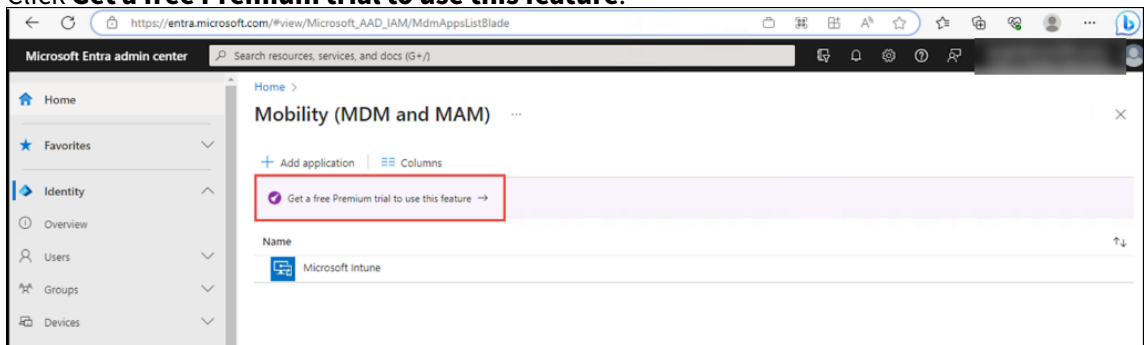 Click Get a free Premium trial to use this feature.
https://entra.microsoft.com/#view/Microsoft_AAD_IAM/MdmAppsListBlade
Microsoft Entra admin center
Search resources, services, and docs (G+/)
Home
Favorites
Identity
Overview
Users
Groups
Devices
Home >
Mobility (MDM and MAM) ...
+ Add application
Columns
Get a free Premium trial to use this feature →
Name
Microsoft Intune